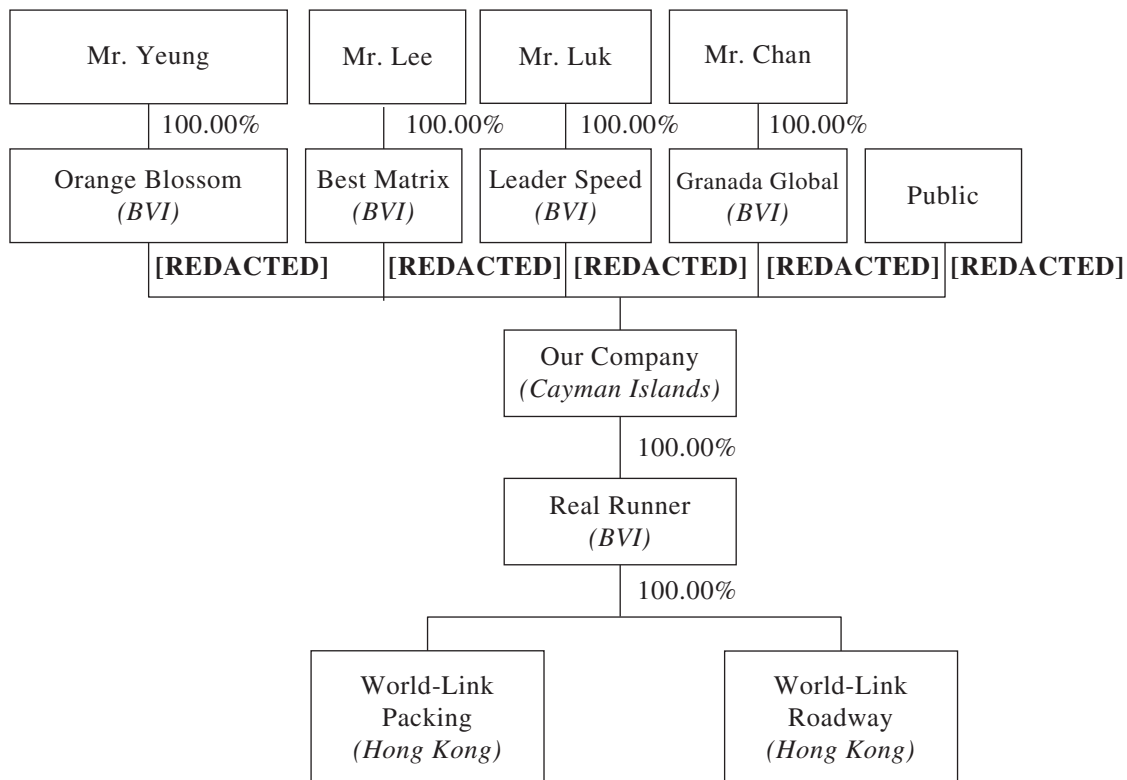 Mr. Yeung
Mr. Lee
Mr. Luk
Mr. Chan
100.00%
100.00%
100.00%
100.00%
Orange Blossom
(BVI)
Best Matrix
(BVI)
Leader Speed
(BVI)
Granada Global
(BVI)
Public
[REDACTED]
[REDACTED]
[REDACTED]
[REDACTED]
[REDACTED]
Our Company
(Cayman Islands)
100.00%
Real Runner
(BVI)
100.00%
World-Link
Packing
(Hong Kong)
World-Link
Roadway
(Hong Kong)